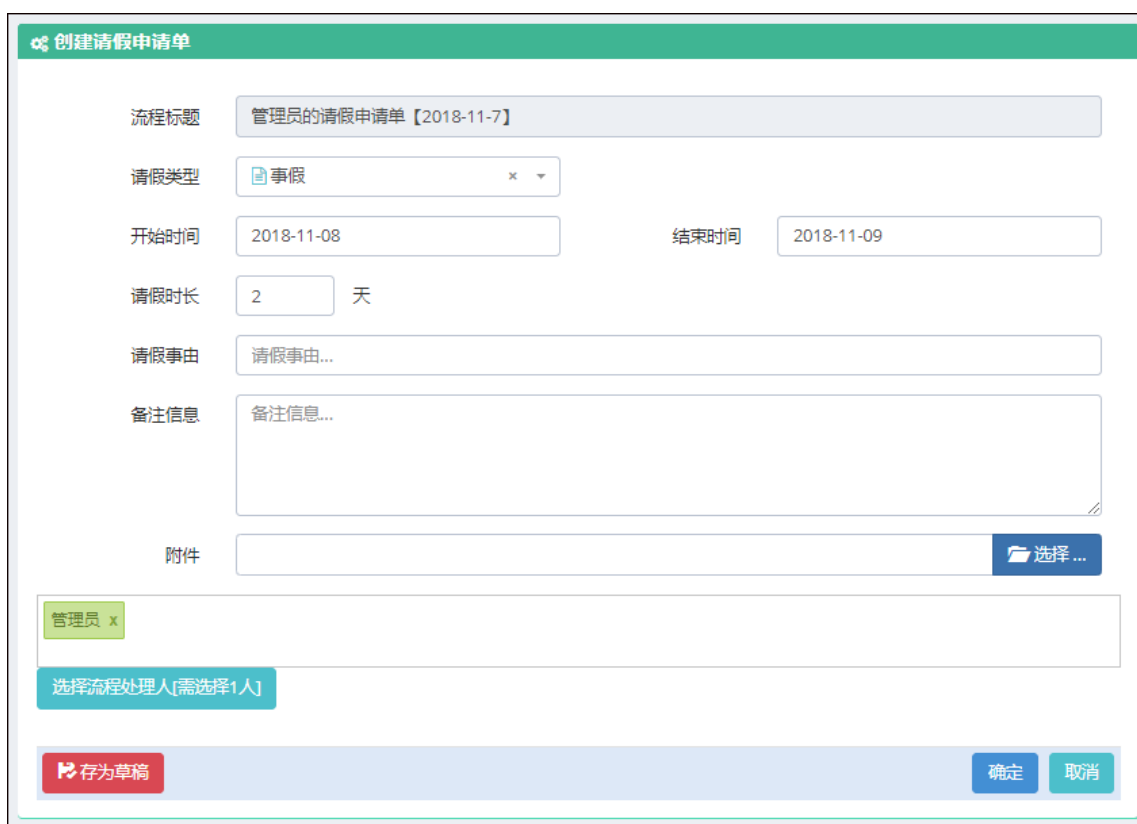 创建请假申请单
流程标题 管理员的请假申请单【2018-11-7】
请假类型 事假 x
开始时间 2018-11-08 结束时间 2018-11-09
请假时长 2 天
请假事由 请假事由...
备注信息 备注信息...
附件 选择 ...
管理员 x
选择流程处理人[需选择1人]
存为草稿 确定 取消